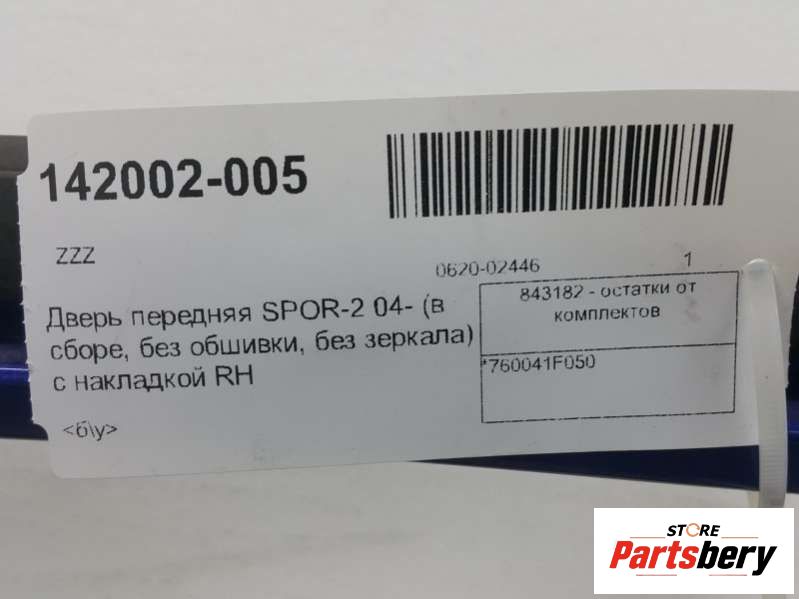 142002-005
ZZZ
0620-02446
1
Дверь передняя SPOR-2 04- (в
сборе, без обшивки, без зеркала)
с накладкой RH
<б\у>
843182 - остатки от
комплектов
*760041F050
STORE
Partsbery